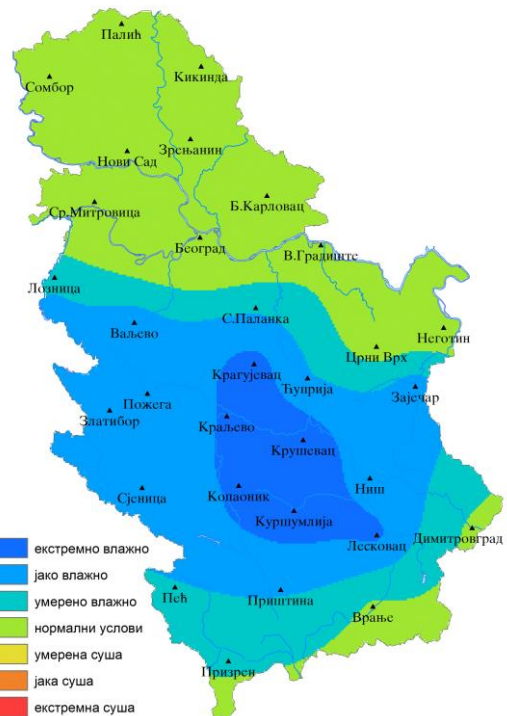 Палић
Кикинда
Сомбор
Зрењанин
Нови Сад
Ср.Митровица
Б.Карловац
Београд
В.Градиште
Лозница
С.Паланка
Ваљево
Неготин
Црни Врх
Крагујевац
Ћуприја
Зајечар
Пожега
Златибор
Краљево
Крушевац
Сјеница
Копаоник
Ниш
Куршумлија
Лесковац
Димитровград
Пећ
Приштина
Врање
Призрен
екстремно влажно
јако влажно
умерено влажно
нормални услови
умерена суша
јака суша
екстремна суша